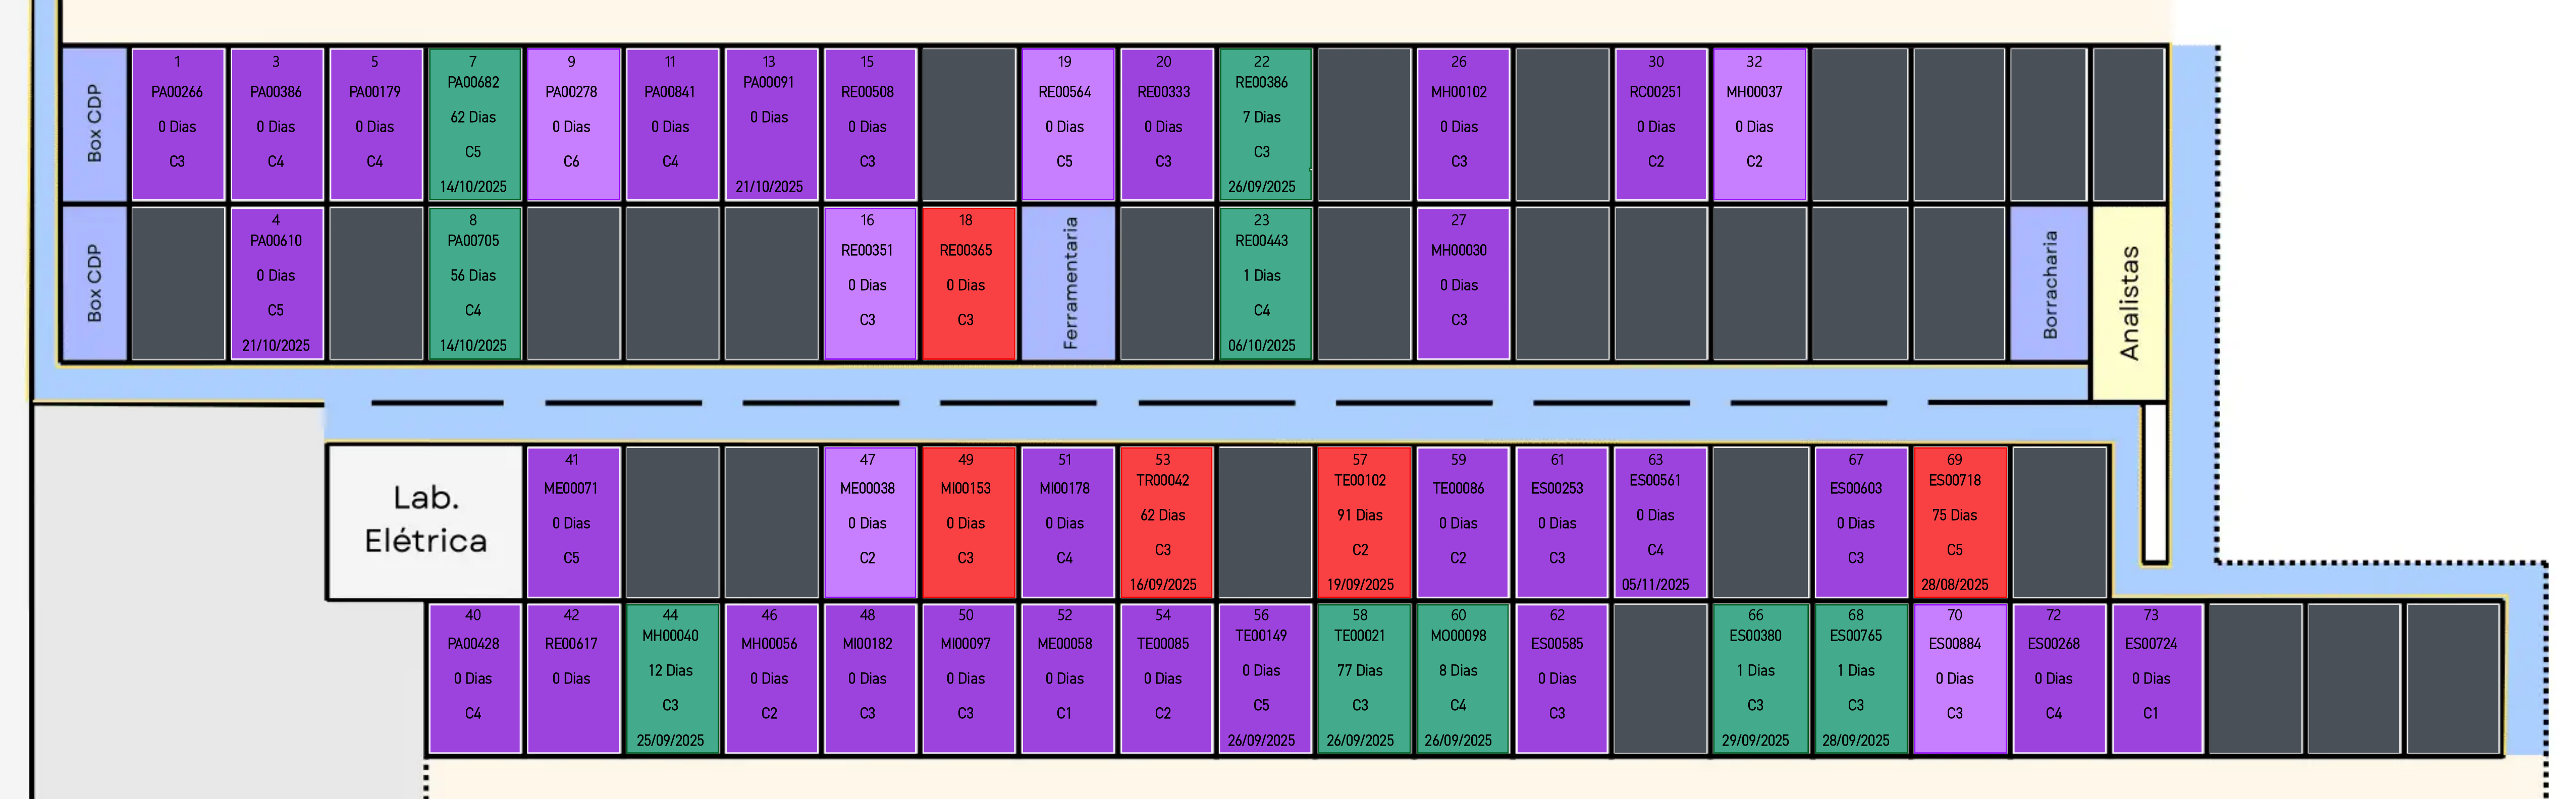 Box CDP
1
PA00266
0 Dias
C3
3
PA00386
0 Dias
C4
5
PA00179
0 Dias
C4
7
PA00682
62 Dias
C5
14/10/2025
9
PA00278
0 Dias
C6
11
PA00841
0 Dias
C4
13
PA00091
0 Dias
21/10/2025
15
RE00508
0 Dias
C3
19
RE00564
0 Dias
C5
20
RE00333
0 Dias
C3
22
RE00386
7 Dias
C3
26/09/2025
26
MH00102
0 Dias
C3
30
RC00251
0 Dias
C2
32
MH00037
0 Dias
C2
Box CDP
4
PA00610
0 Dias
C5
21/10/2025
8
PA00705
56 Dias
C4
14/10/2025
16
RE00351
0 Dias
C3
18
RE00365
0 Dias
C3
Ferramentaria
23
RE00443
1 Dias
C4
06/10/2025
27
MH00030
0 Dias
C3
Borracharia
Analistas
Lab.
Elétrica
41
ME00071
0 Dias
C5
47
ME00038
0 Dias
C2
49
MI00153
0 Dias
C3
51
MI00178
0 Dias
C4
53
TR00042
62 Dias
C3
16/09/2025
57
TE00102
91 Dias
C2
19/09/2025
59
TE00086
0 Dias
C2
61
ES00253
0 Dias
C3
63
ES00561
0 Dias
C4
05/11/2025
67
ES00603
0 Dias
C3
69
ES00718
75 Dias
C5
28/08/2025
40
PA00428
0 Dias
C4
42
RE00617
0 Dias
44
MH00040
12 Dias
C3
25/09/2025
46
MH00056
0 Dias
C2
48
MI00182
0 Dias
C3
50
MI00097
0 Dias
C3
52
ME00058
0 Dias
C1
54
TE00085
0 Dias
C2
56
TE00149
0 Dias
C5
26/09/2025
58
TE00021
77 Dias
C3
26/09/2025
60
MO00098
8 Dias
C4
26/09/2025
62
ES00585
0 Dias
C3
66
ES00380
1 Dias
C3
29/09/2025
68
ES00765
1 Dias
C3
28/09/2025
70
ES00884
0 Dias
C3
72
ES00268
0 Dias
C4
73
ES00724
0 Dias
C1